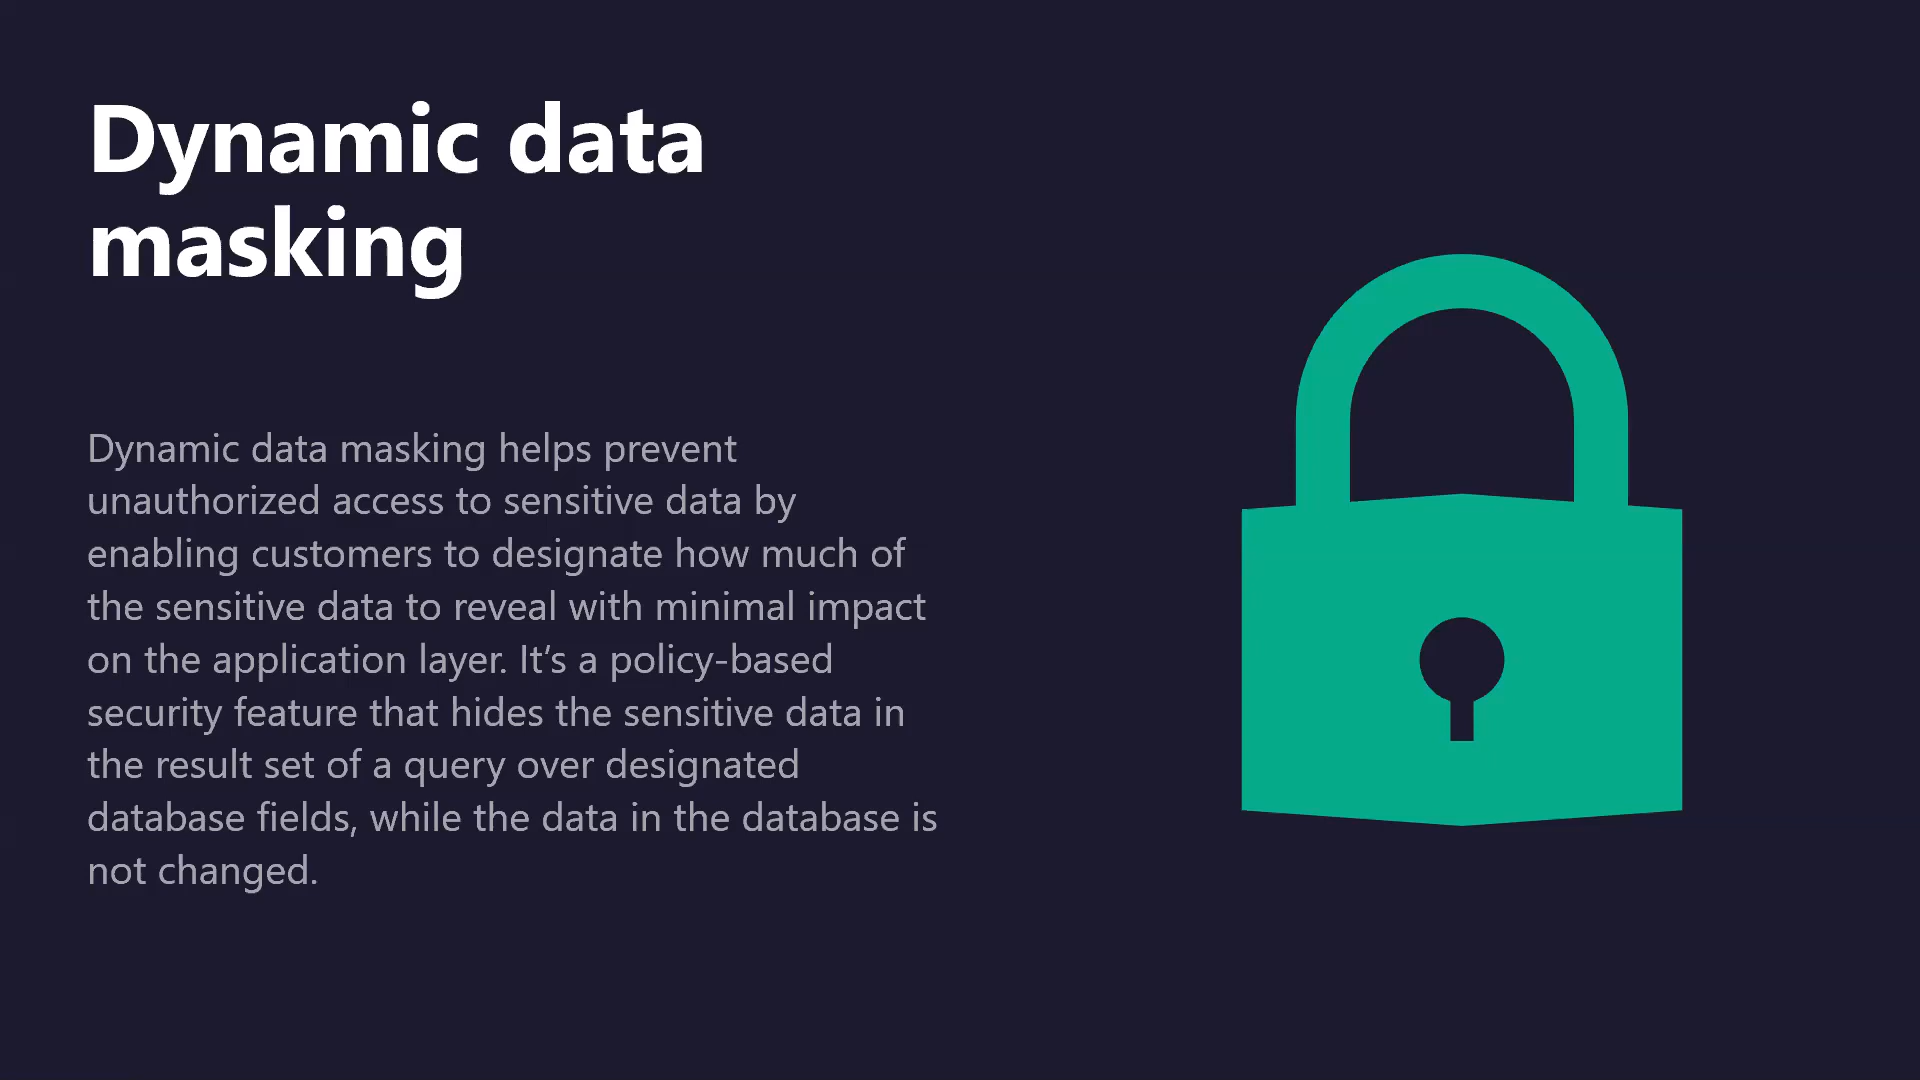 Dynamic data
masking
Dynamic data masking helps prevent
unauthorized access to sensitive data by
enabling customers to designate how much of
the sensitive data to reveal with minimal impact
on the application layer. It’s a policy-based
security feature that hides the sensitive data in
the result set of a query over designated
database fields, while the data in the database is
not changed.